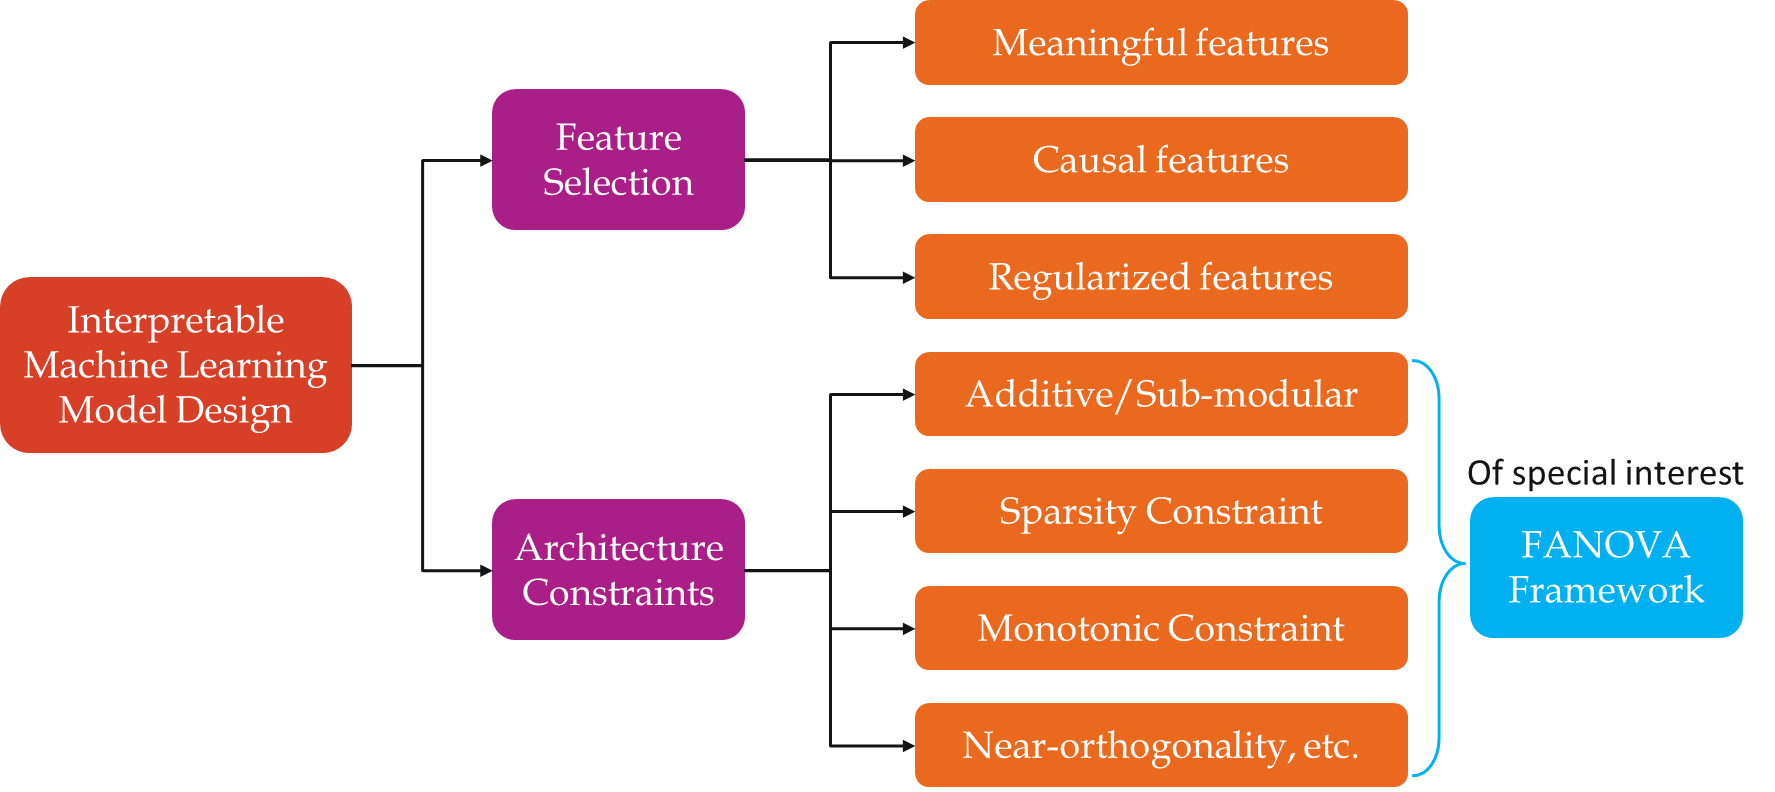 Interpretable
Machine Learning
Model Design
Feature
Selection
Architecture
Constraints
Meaningful features
Causal features
Regularized features
Additive/Sub-modular
Sparsity Constraint
Monotonic Constraint
Near-orthogonality, etc.
Of special interest
FANOVA
Framework